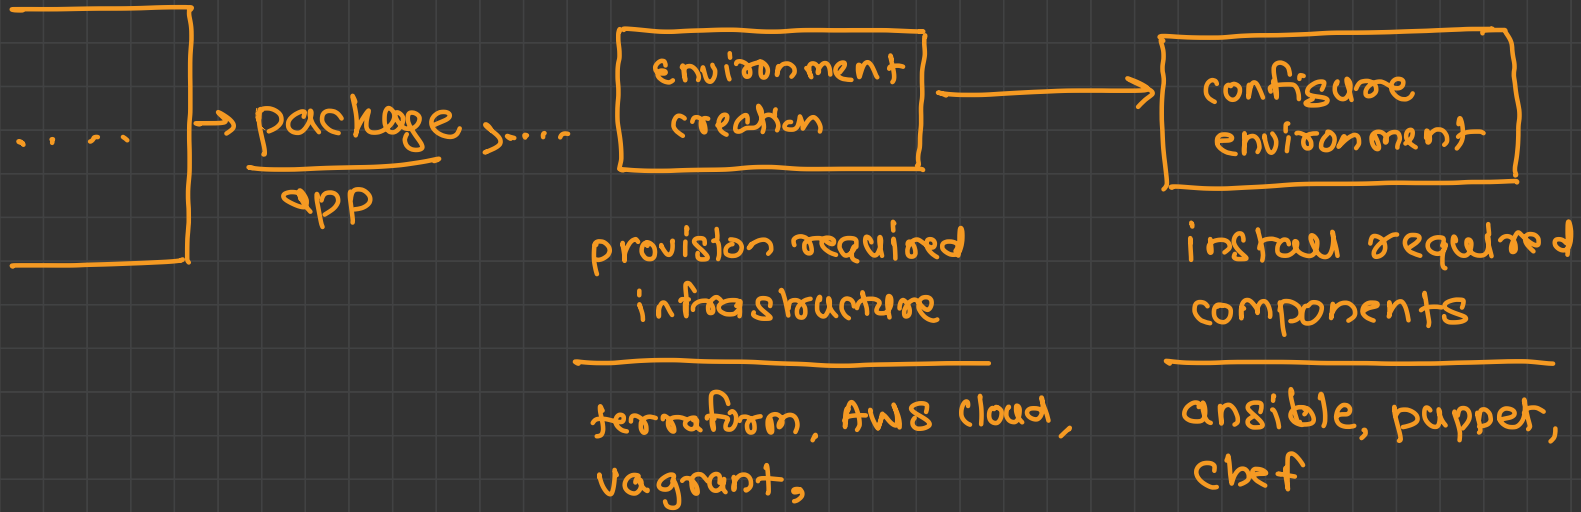 package
app
environment
creation
provision required
infrastructure
terraform, AWS Cloud,
vagrant,
configure
environment
install required
components
ansible, puppet,
chef